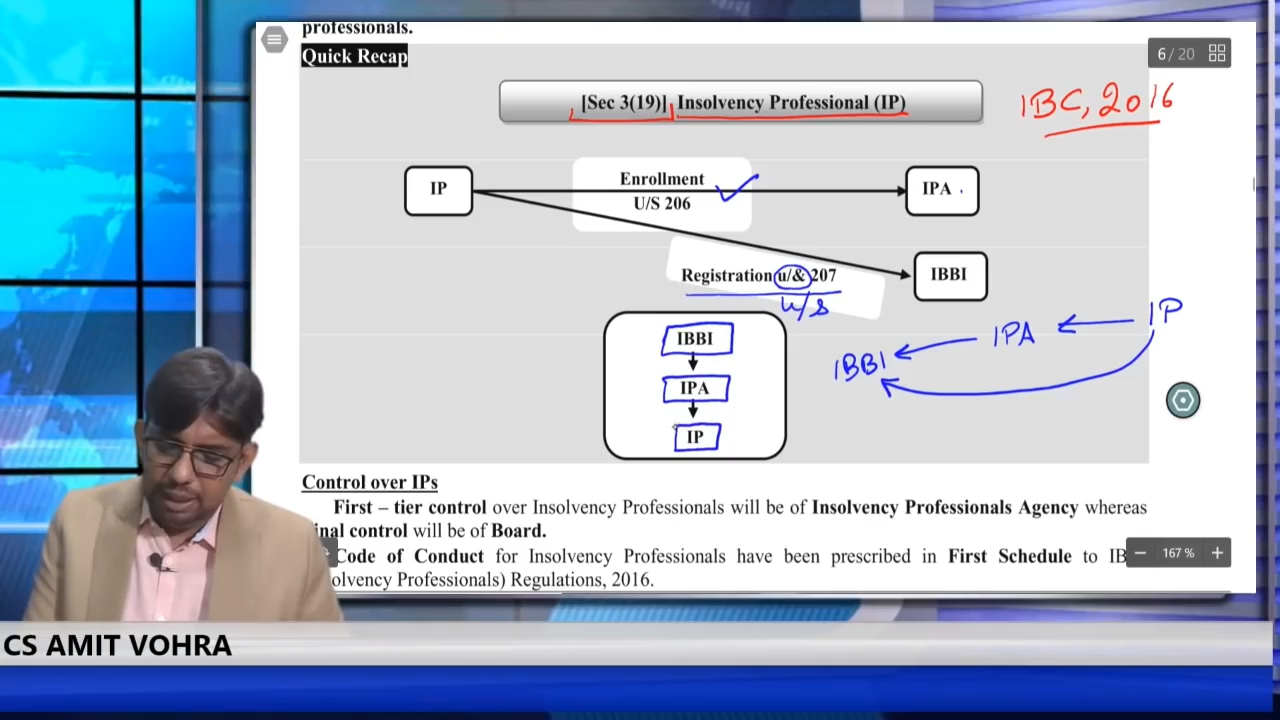 professionals.
Quick Recap
6 / 20
[Sec 3(19)] Insolvency Professional (IP)
IBC, 2016
IP
Enrollment
U/S 206
IPA
Registration u/& 207
u/s
IBBI
IBBI
IPA
IP
IBBI
IPA
IP
Control over IPs
First – tier control over Insolvency Professionals will be of Insolvency Professionals Agency whereas
inal control will be of Board.
Code of Conduct for Insolvency Professionals have been prescribed in First Schedule to IB
olvency Professionals) Regulations, 2016.
— 167 % +
CS AMIT VOHRA